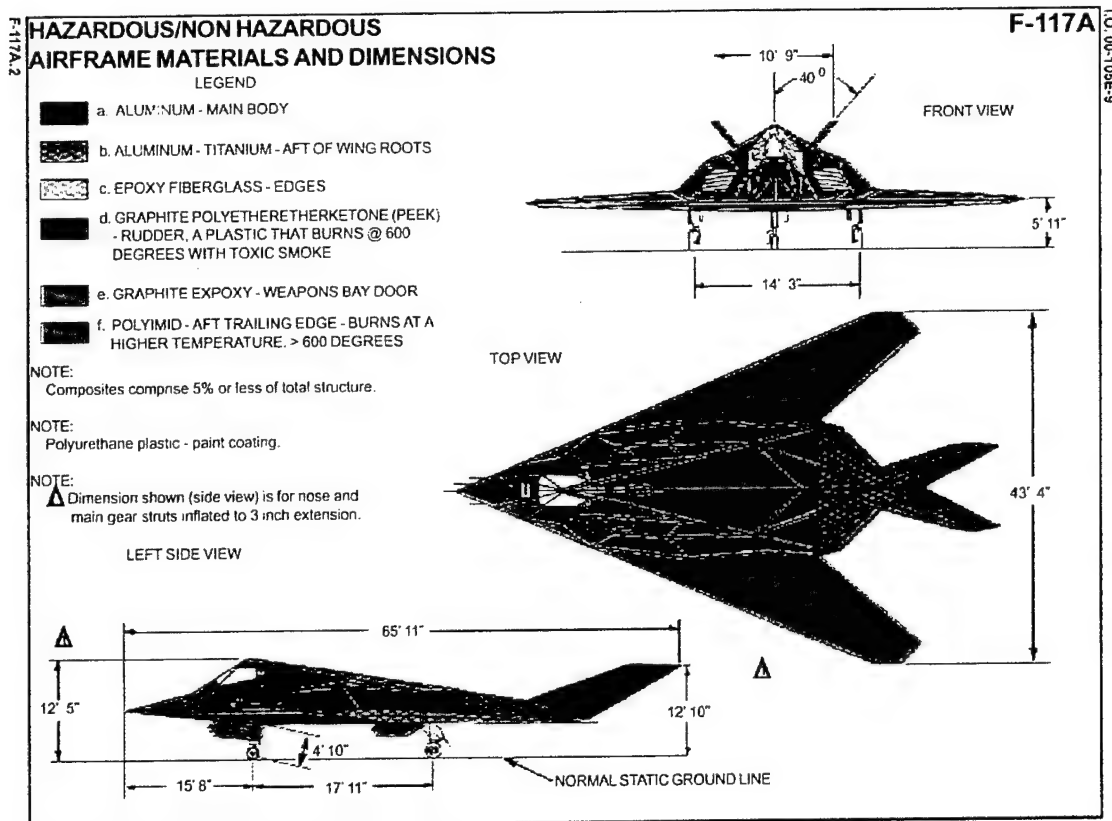 HAZARDOUS/NON HAZARDOUS
AIRFRAME MATERIALS AND DIMENSIONS
F-117A
F-117A.2
T.O. 00-105E-9
LEGEND
a. ALUMINUM - MAIN BODY
b. ALUMINUM - TITANIUM - AFT OF WING ROOTS
c. EPOXY FIBERGLASS - EDGES
d. GRAPHITE POLYETHERETHERKETONE (PEEK)
- RUDDER, A PLASTIC THAT BURNS @ 600
DEGREES WITH TOXIC SMOKE
e. GRAPHITE EXPOXY - WEAPONS BAY DOOR
f. POLYIMID - AFT TRAILING EDGE - BURNS AT A
HIGHER TEMPERATURE. > 600 DEGREES
NOTE:
Composites comprise 5% or less of total structure.
NOTE:
Polyurethane plastic - paint coating.
NOTE:
Dimension shown (side view) is for nose and
main gear struts inflated to 3 inch extension.
10' 9"
40°
FRONT VIEW
5' 11"
14' 3"
TOP VIEW
43' 4"
LEFT SIDE VIEW
65' 11"
12' 5"
12' 10"
4' 10"
15' 8"
17' 11"
NORMAL STATIC GROUND LINE